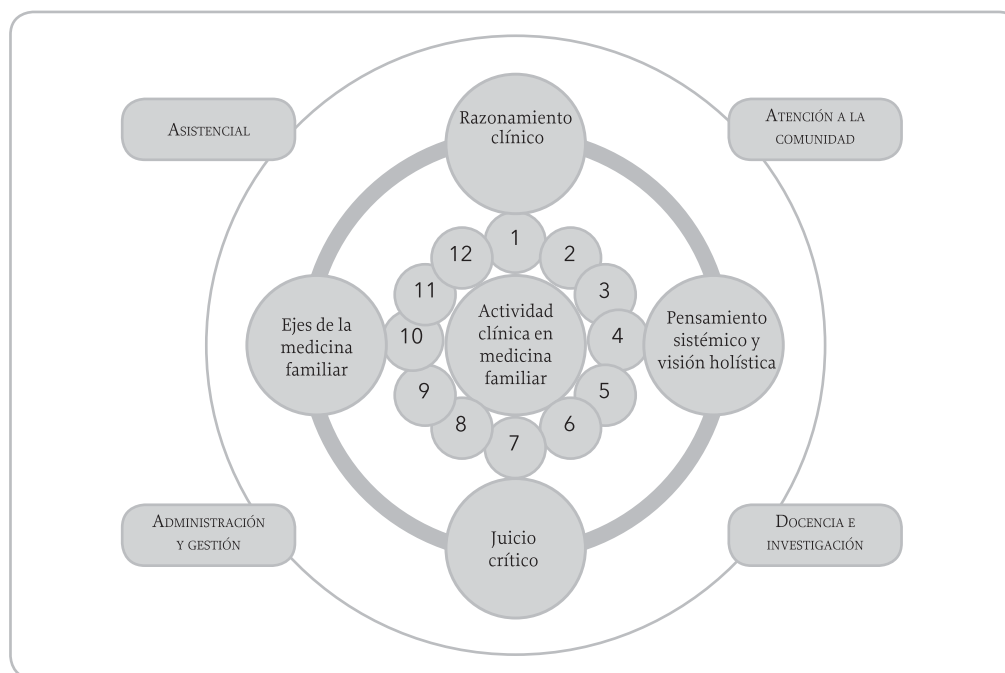 Asistencial
Atención a la
comunidad
Razonamiento
clínico
1
2
3
4
5
6
7
8
9
10
11
12
Actividad
clínica en
medicina
familiar
Ejes de la
medicina
familiar
Pensamiento
sistémico y
visión holística
Juicio
crítico
Administración
y gestión
Docencia e
investigación